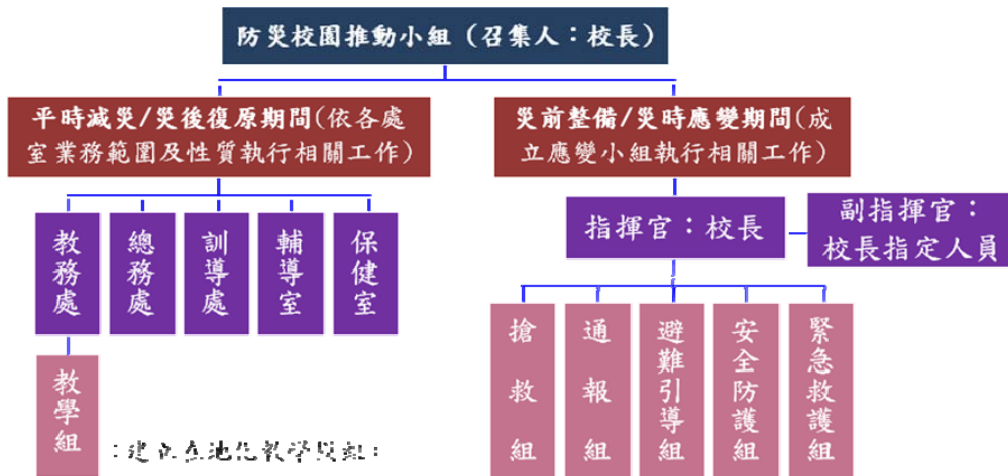 防災校園推動小組（召集人：校長）
平時減災/災後復原期間(依各處
室業務範圍及性質執行相關工作)
災前整備/災時應變期間(成
立應變小組執行相關工作)
教務處
總務處
訓導處
輔導室
保健室
指揮官：校長
副指揮官：
校長指定人員
教學組
搶救組
通報組
避難引導組
安全防護組
緊急救護組